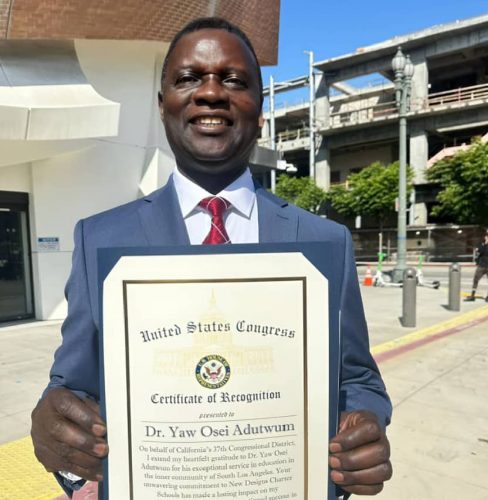 United States Congress
Certificate of Recognition
presented to
Dr. Yaw Osei Adutwum
On behalf of California's 37th Congressional District,
I extend my heartfelt gratitude to Dr. Yaw Osei
Adutwum for his exceptional service in education in
the inner community of South Los Angeles. Your
unwavering commitment to New Designs Charter
Schools has made a lasting impact on my
success in